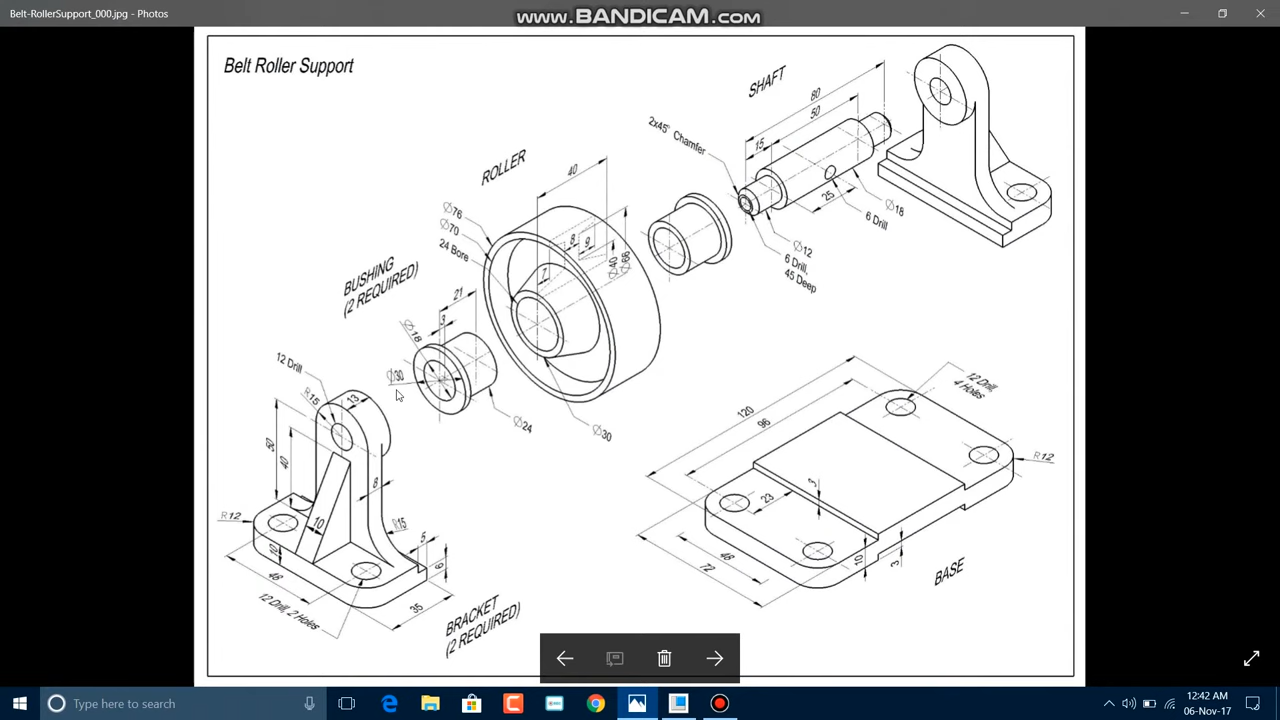 Belt-RollerSupport_000.jpg - Photos
www.BANDICAM.com
Belt Roller Support
SHAFT
80
50
15
2x45° Chamfer
25
Ø18
6 Drill
Ø12
6 Drill,
45 Deep
ROLLER
40
Ø76
Ø70
24 Bore
8
9
7
Ø40
Ø66
Ø30
BUSHING
(2 REQUIRED)
21
3
Ø18
Ø30
Ø24
12 Drill
R15
13
40
8
R12
10
R15
5
10
6
48
35
12 Drill, 2 Holes
BRACKET
(2 REQUIRED)
120
96
12 Drill,
4 Holes
R12
3
23
48
72
10
3
BASE
Type here to search
12:42 AM
06-Nov-17